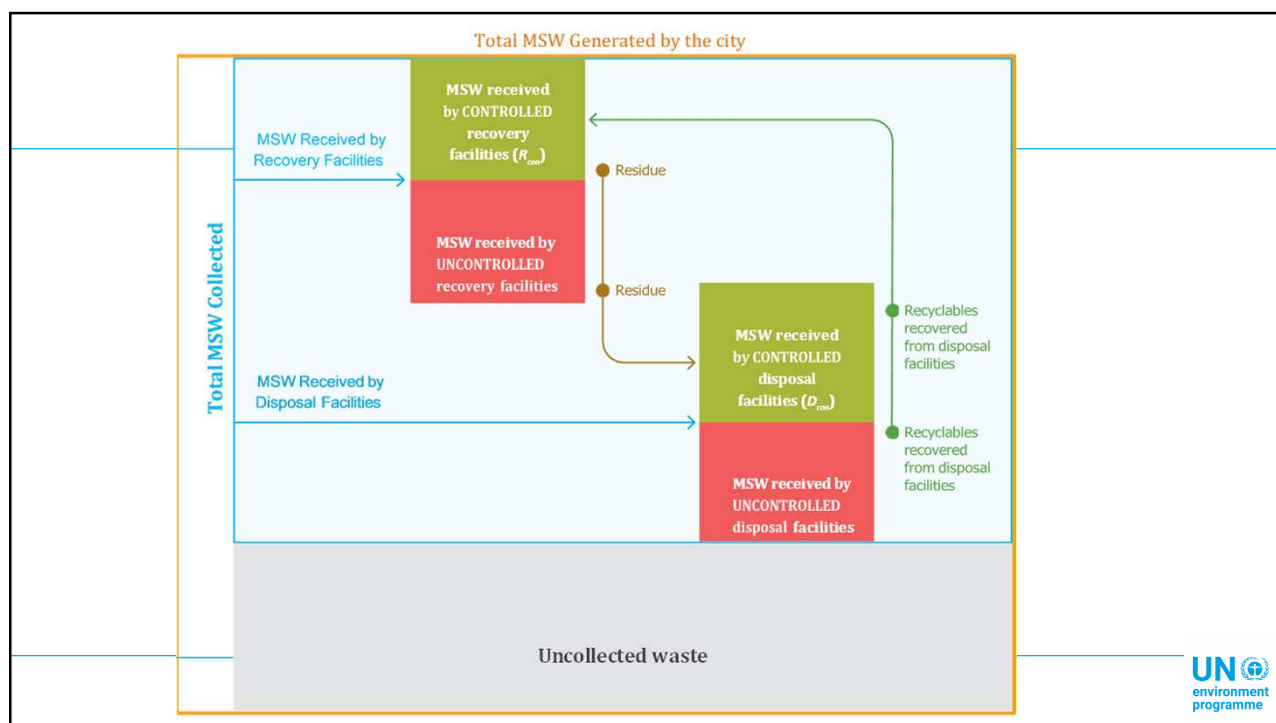 Total MSW Generated by the city
MSW received
by CONTROLLED
recovery
facilities (R_con)
MSW Received by
Recovery Facilities
Residue
Total MSW Collected
MSW received by
UNCONTROLLED
recovery facilities
Residue
Recyclables
recovered
from disposal
facilities
MSW received
by CONTROLLED
disposal
facilities (D_con)
MSW Received by
Disposal Facilities
Recyclables
recovered
from disposal
facilities
MSW received by
UNCONTROLLED
disposal facilities
Uncollected waste
UN
environment
programme